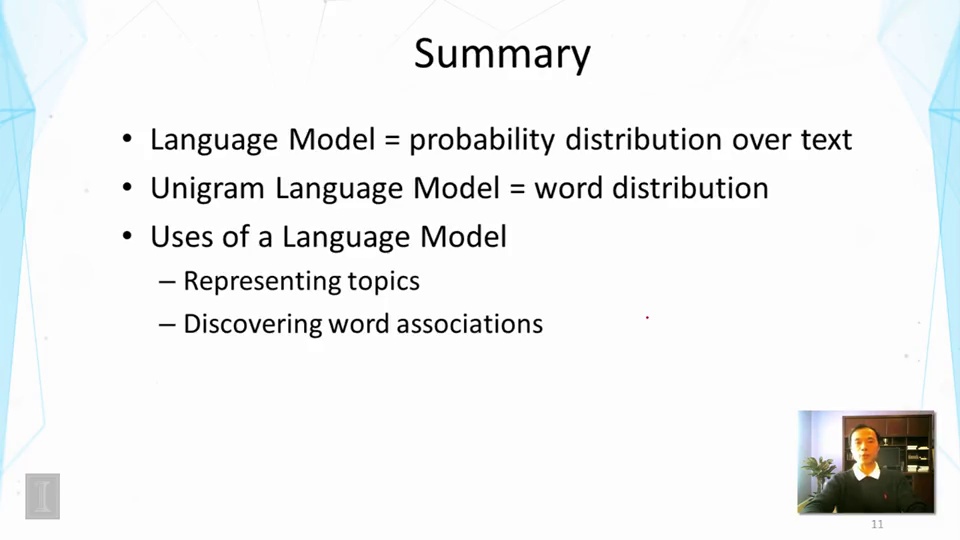 Summary
• Language Model = probability distribution over text
• Unigram Language Model = word distribution
• Uses of a Language Model
– Representing topics
– Discovering word associations
I
11